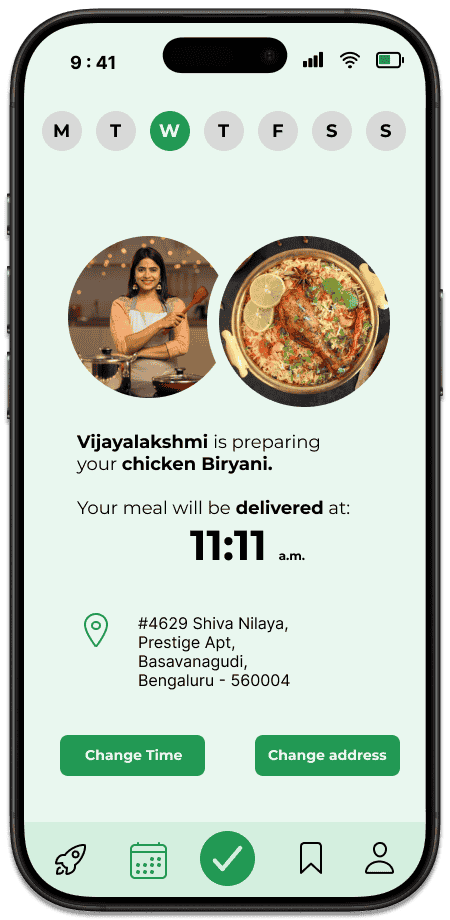 9:41
M T W T F S S
Vijayalakshmi is preparing
your chicken Biryani.
Your meal will be delivered at:
11:11 a.m.
#4629 Shiva Nilaya,
Prestige Apt,
Basavanagudi,
Bengaluru - 560004
Change Time Change address